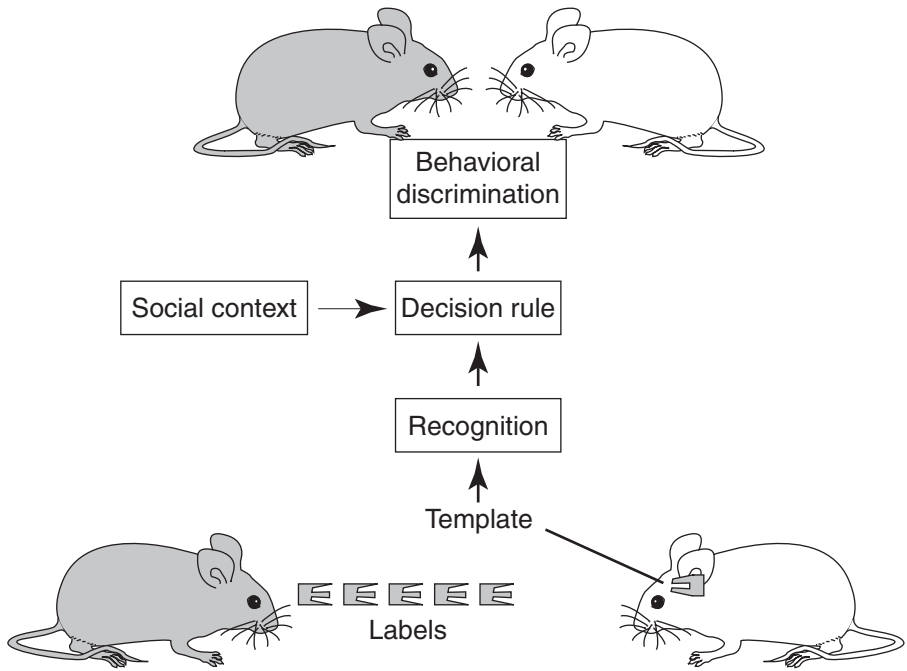 Behavioral
discrimination
Social context
Decision rule
Recognition
Template
Labels